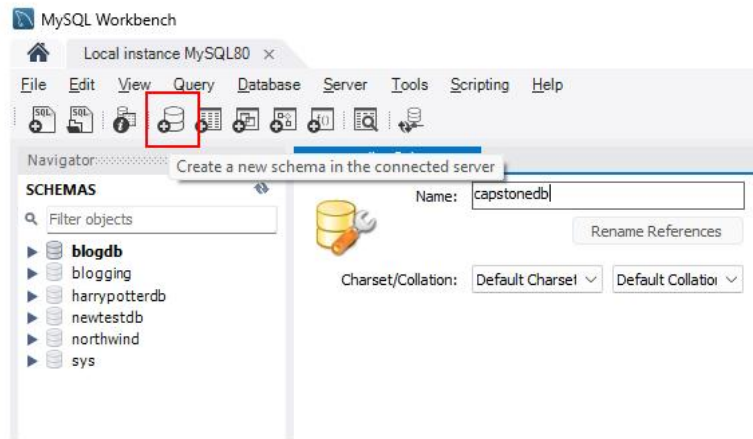 MySQL Workbench
Local instance MySQL80 ×
File Edit View Query Database Server Tools Scripting Help
SQL SQL
Navigator
Create a new schema in the connected server
SCHEMAS
Name: capstonedb
Filter objects
Rename References
blogdb
blogging
Charset/Collation: Default Charset Default Collation
harrypotterdb
newtestdb
northwind
sys